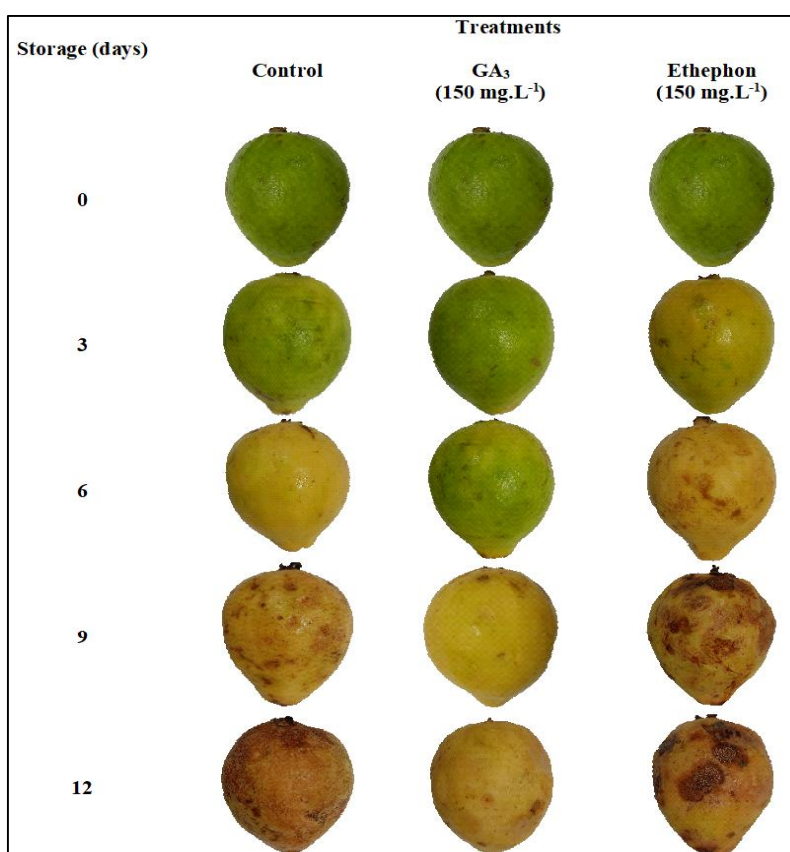 Treatments
Storage (days)
Control GA₃ Ethephon
(150 mg.L⁻¹) (150 mg.L⁻¹)
0
3
6
9
12